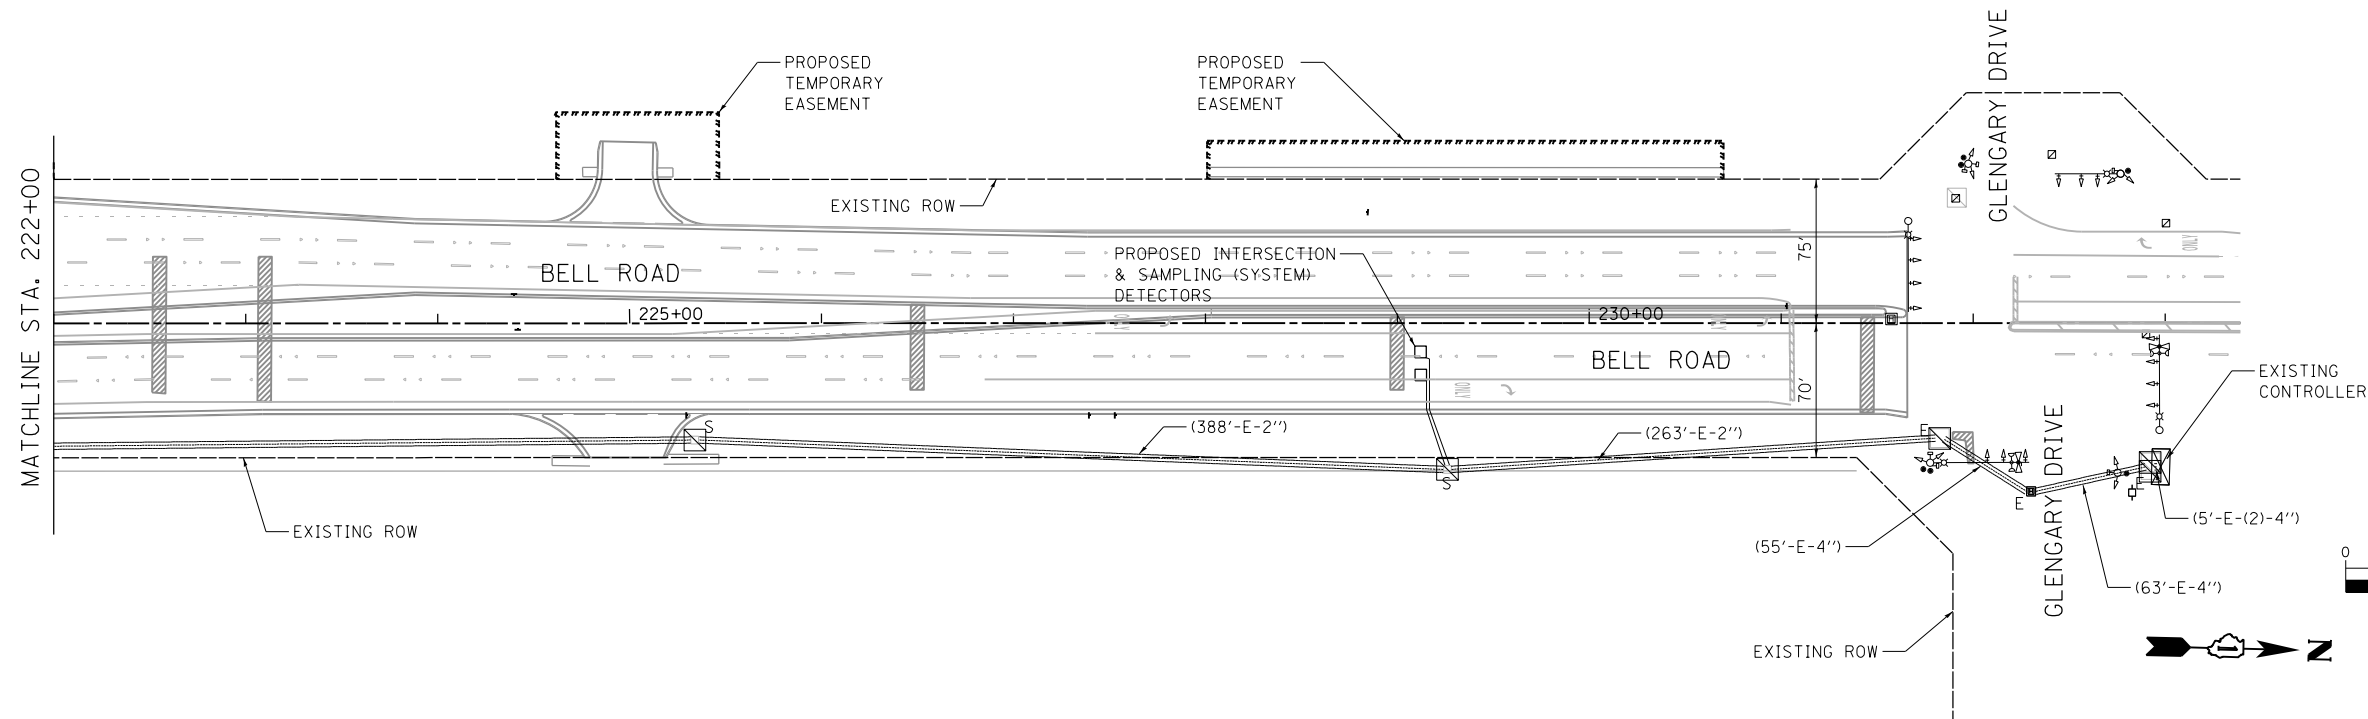 MATCHLINE STA. 222+00
PROPOSED
TEMPORARY
EASEMENT
PROPOSED
TEMPORARY
EASEMENT
GLENGARY DRIVE
EXISTING ROW
BELL ROAD
PROPOSED INTERSECTION
& SAMPLING (SYSTEM)
DETECTORS
75'
ONLY
225+00
230+00
ONLY
ONLY
BELL ROAD
70'
ONLY
EXISTING
CONTROLLER
S
(388'-E-2'')
(263'-E-2'')
E
S
E
E
GLENGARY DRIVE
(5'-E-(2)-4'')
EXISTING ROW
(55'-E-4'')
(63'-E-4'')
0
EXISTING ROW
N